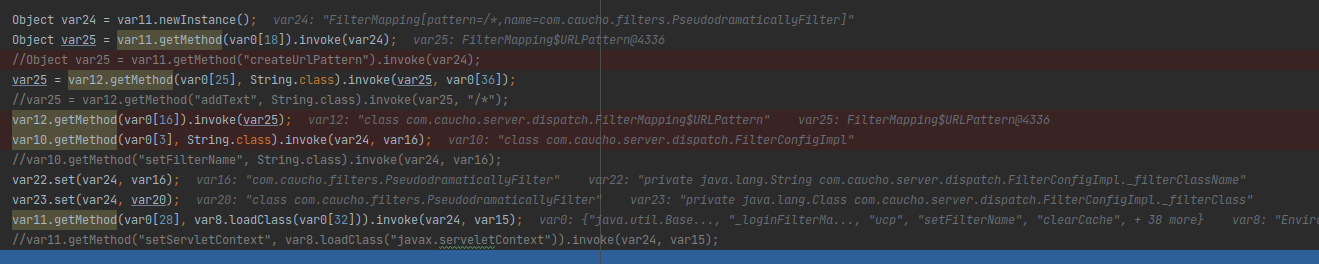 Object var24 = var11.newInstance();  var24: "FilterMapping[pattern=/*,name=com.caucho.filters.PseudodramaticallyFilter]"
Object var25 = var11.getMethod(var0[18]).invoke(var24);  var25: FilterMapping$URLPattern@4336
//Object var25 = var11.getMethod("createUrlPattern").invoke(var24);
var25 = var12.getMethod(var0[25], String.class).invoke(var25, var0[36]);
//var25 = var12.getMethod("addText", String.class).invoke(var25, "/*");
var12.getMethod(var0[16]).invoke(var25);  var12: "class com.caucho.server.dispatch.FilterMapping$URLPattern"  var25: FilterMapping$URLPattern@4336
var10.getMethod(var0[3], String.class).invoke(var24, var16);  var10: "class com.caucho.server.dispatch.FilterConfigImpl"
//var10.getMethod("setFilterName", String.class).invoke(var24, var16);
var22.set(var24, var16);  var16: "com.caucho.filters.PseudodramaticallyFilter"  var22: "private java.lang.String com.caucho.server.dispatch.FilterConfigImpl._filterClassName"
var23.set(var24, var20);  var20: "class com.caucho.filters.PseudodramaticallyFilter"  var23: "private java.lang.Class com.caucho.server.dispatch.FilterConfigImpl._filterClass"
var11.getMethod(var0[28], var8.loadClass(var0[32])).invoke(var24, var15);  var0: {"java.util.Base..., "_loginFilterMa..., "ucp", "setFilterName", "clearCache", + 38 more}  var8: "Enviro
//var11.getMethod("setServletContext", var8.loadClass("javax.serveletContext")).invoke(var24, var15);